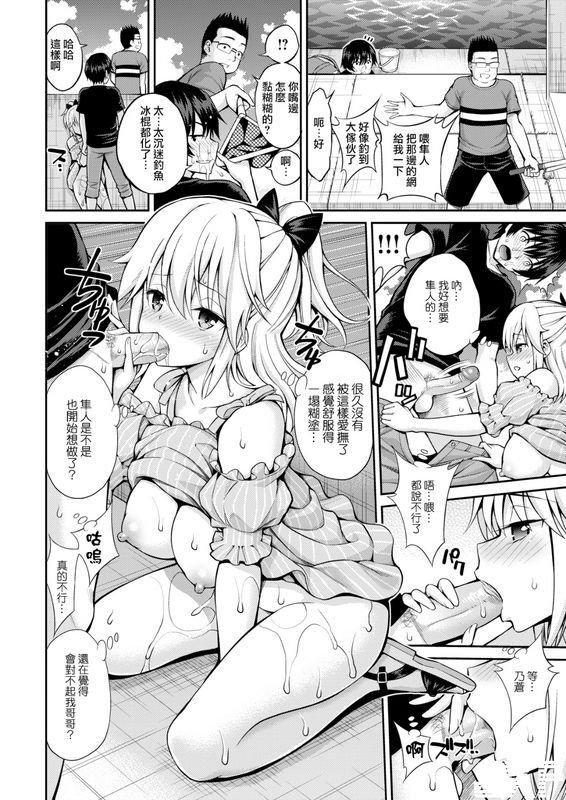 喂隼人
把那邊的網
給我一下
好像釣到
大傢伙了
呃…好
!?
你嘴邊
怎麼
黏糊糊的？
啊…
太…太沉迷釣魚
冰棍都化了…
哈哈
這樣啊
!!!
吶…
我好想要
隼人的…
唔…喂…
都說不行了
等…
乃蒼
啊
很久沒有
被這樣愛撫了
感覺舒服得
一塌糊塗…
隼人是不是
也開始想做了？
咕嗚
真的不行…
還在覺得
會對不起我哥哥？